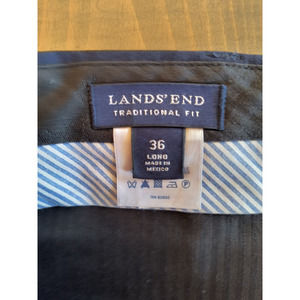 LANDS' END
TRADITIONAL FIT
36
LONG
MADE IN
MEXICO